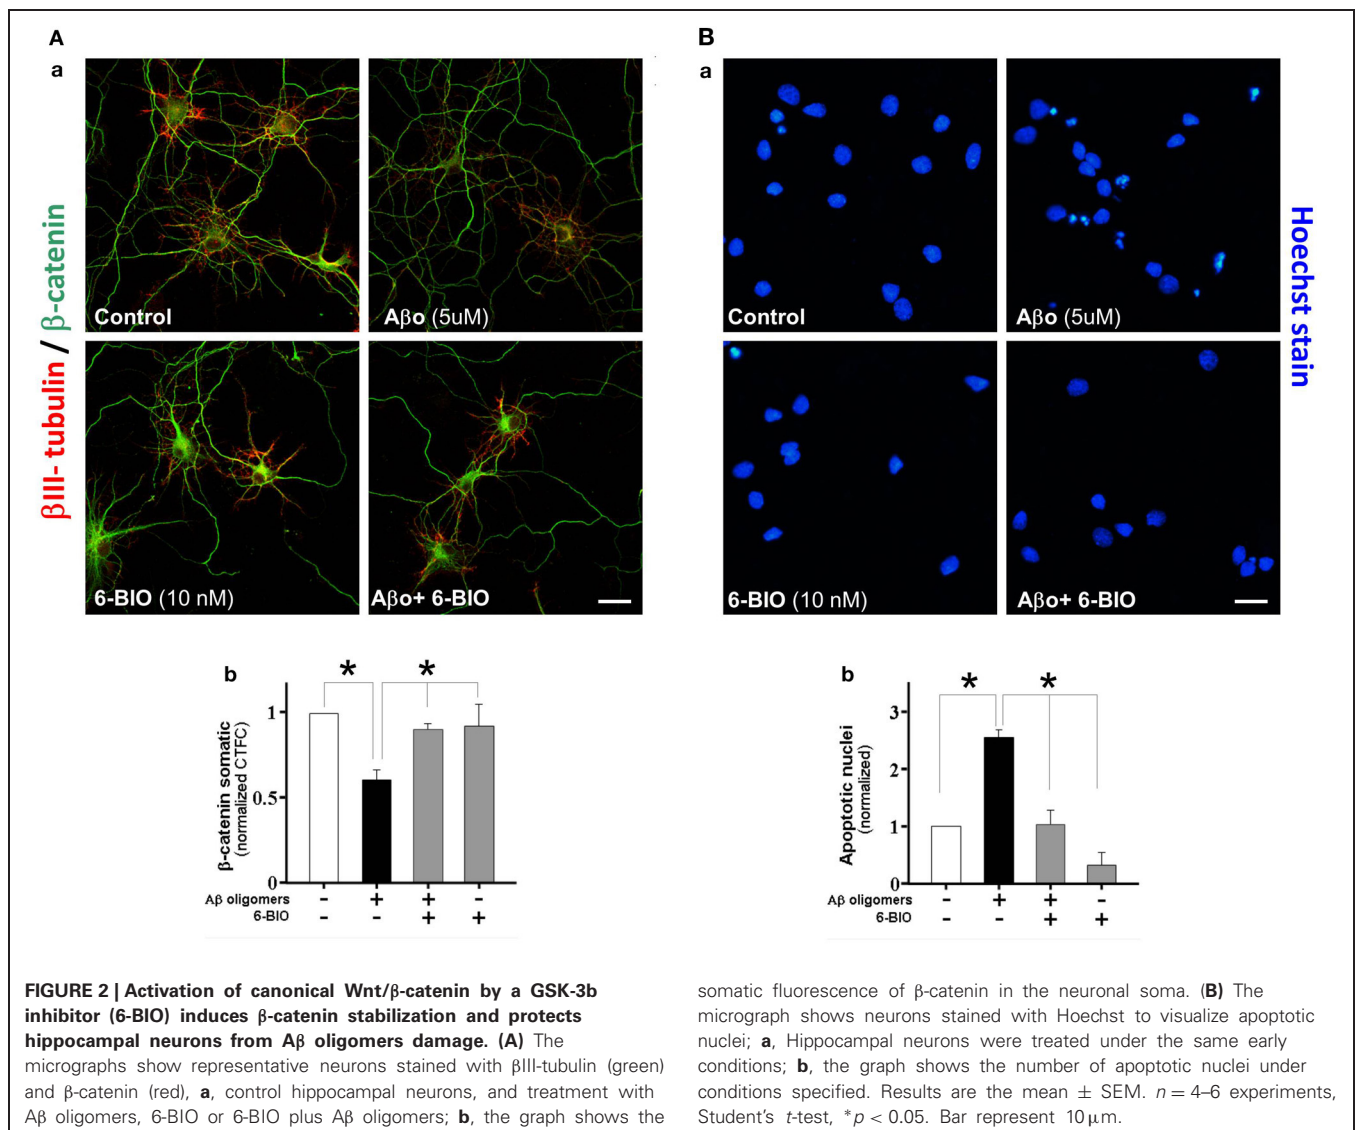 A
a
βIII- tubulin / β-catenin
Control
Aβo (5uM)
6-BIO (10 nM)
Aβo+ 6-BIO
b
* *
β-catenin somatic
(normalized CTFC)
1
0.5
0
Aβ oligomers - + + -
6-BIO - - + +
B
a
Hoechst stain
Control
Aβo (5uM)
6-BIO (10 nM)
Aβo+ 6-BIO
b
* *
Apoptotic nuclei
(normalized)
3
2
1
0
Aβ oligomers - + + -
6-BIO - - + +
FIGURE 2 | Activation of canonical Wnt/β-catenin by a GSK-3b
inhibitor (6-BIO) induces β-catenin stabilization and protects
hippocampal neurons from Aβ oligomers damage. (A) The
micrographs show representative neurons stained with βIII-tubulin (green)
and β-catenin (red), a, control hippocampal neurons, and treatment with
Aβ oligomers, 6-BIO or 6-BIO plus Aβ oligomers; b, the graph shows the
somatic fluorescence of β-catenin in the neuronal soma. (B) The
micrograph shows neurons stained with Hoechst to visualize apoptotic
nuclei; a, Hippocampal neurons were treated under the same early
conditions; b, the graph shows the number of apoptotic nuclei under
conditions specified. Results are the mean ± SEM. n = 4–6 experiments,
Student's t-test, *p < 0.05. Bar represent 10 μm.